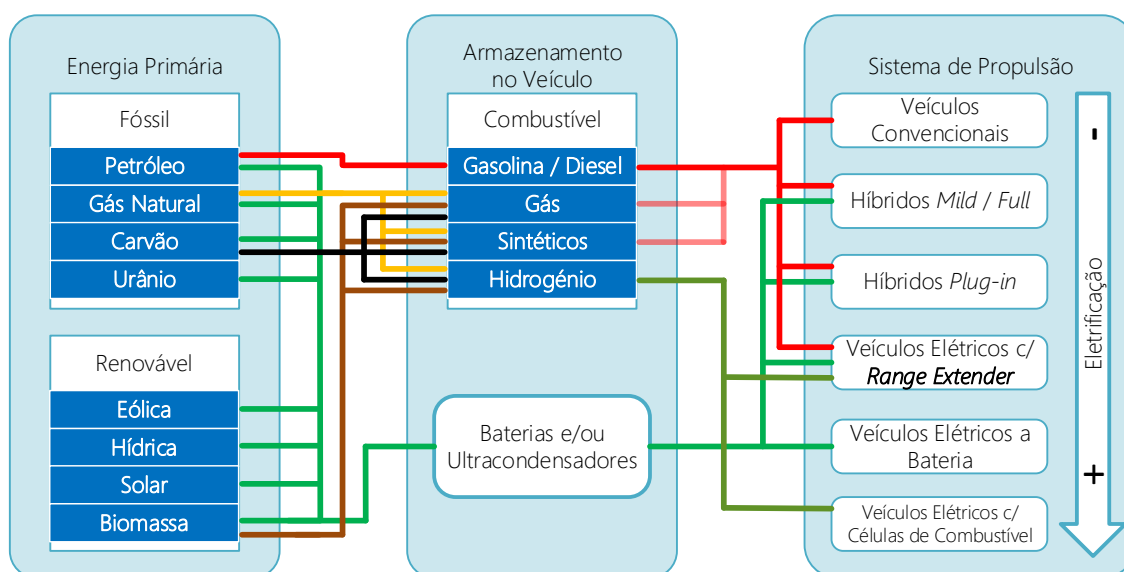 Energia Primária
Fóssil
Petróleo
Gás Natural
Carvão
Urânio
Renovável
Eólica
Hídrica
Solar
Biomassa
Armazenamento
no Veículo
Combustível
Gasolina / Diesel
Gás
Sintéticos
Hidrogénio
Baterias e/ou
Ultracondensadores
Sistema de Propulsão
Veículos
Convencionais
Híbridos Mild / Full
Híbridos Plug-in
Veículos Elétricos c/
Range Extender
Veículos Elétricos a
Bateria
Veículos Elétricos c/
Células de Combustível
-
Eletrificação
+